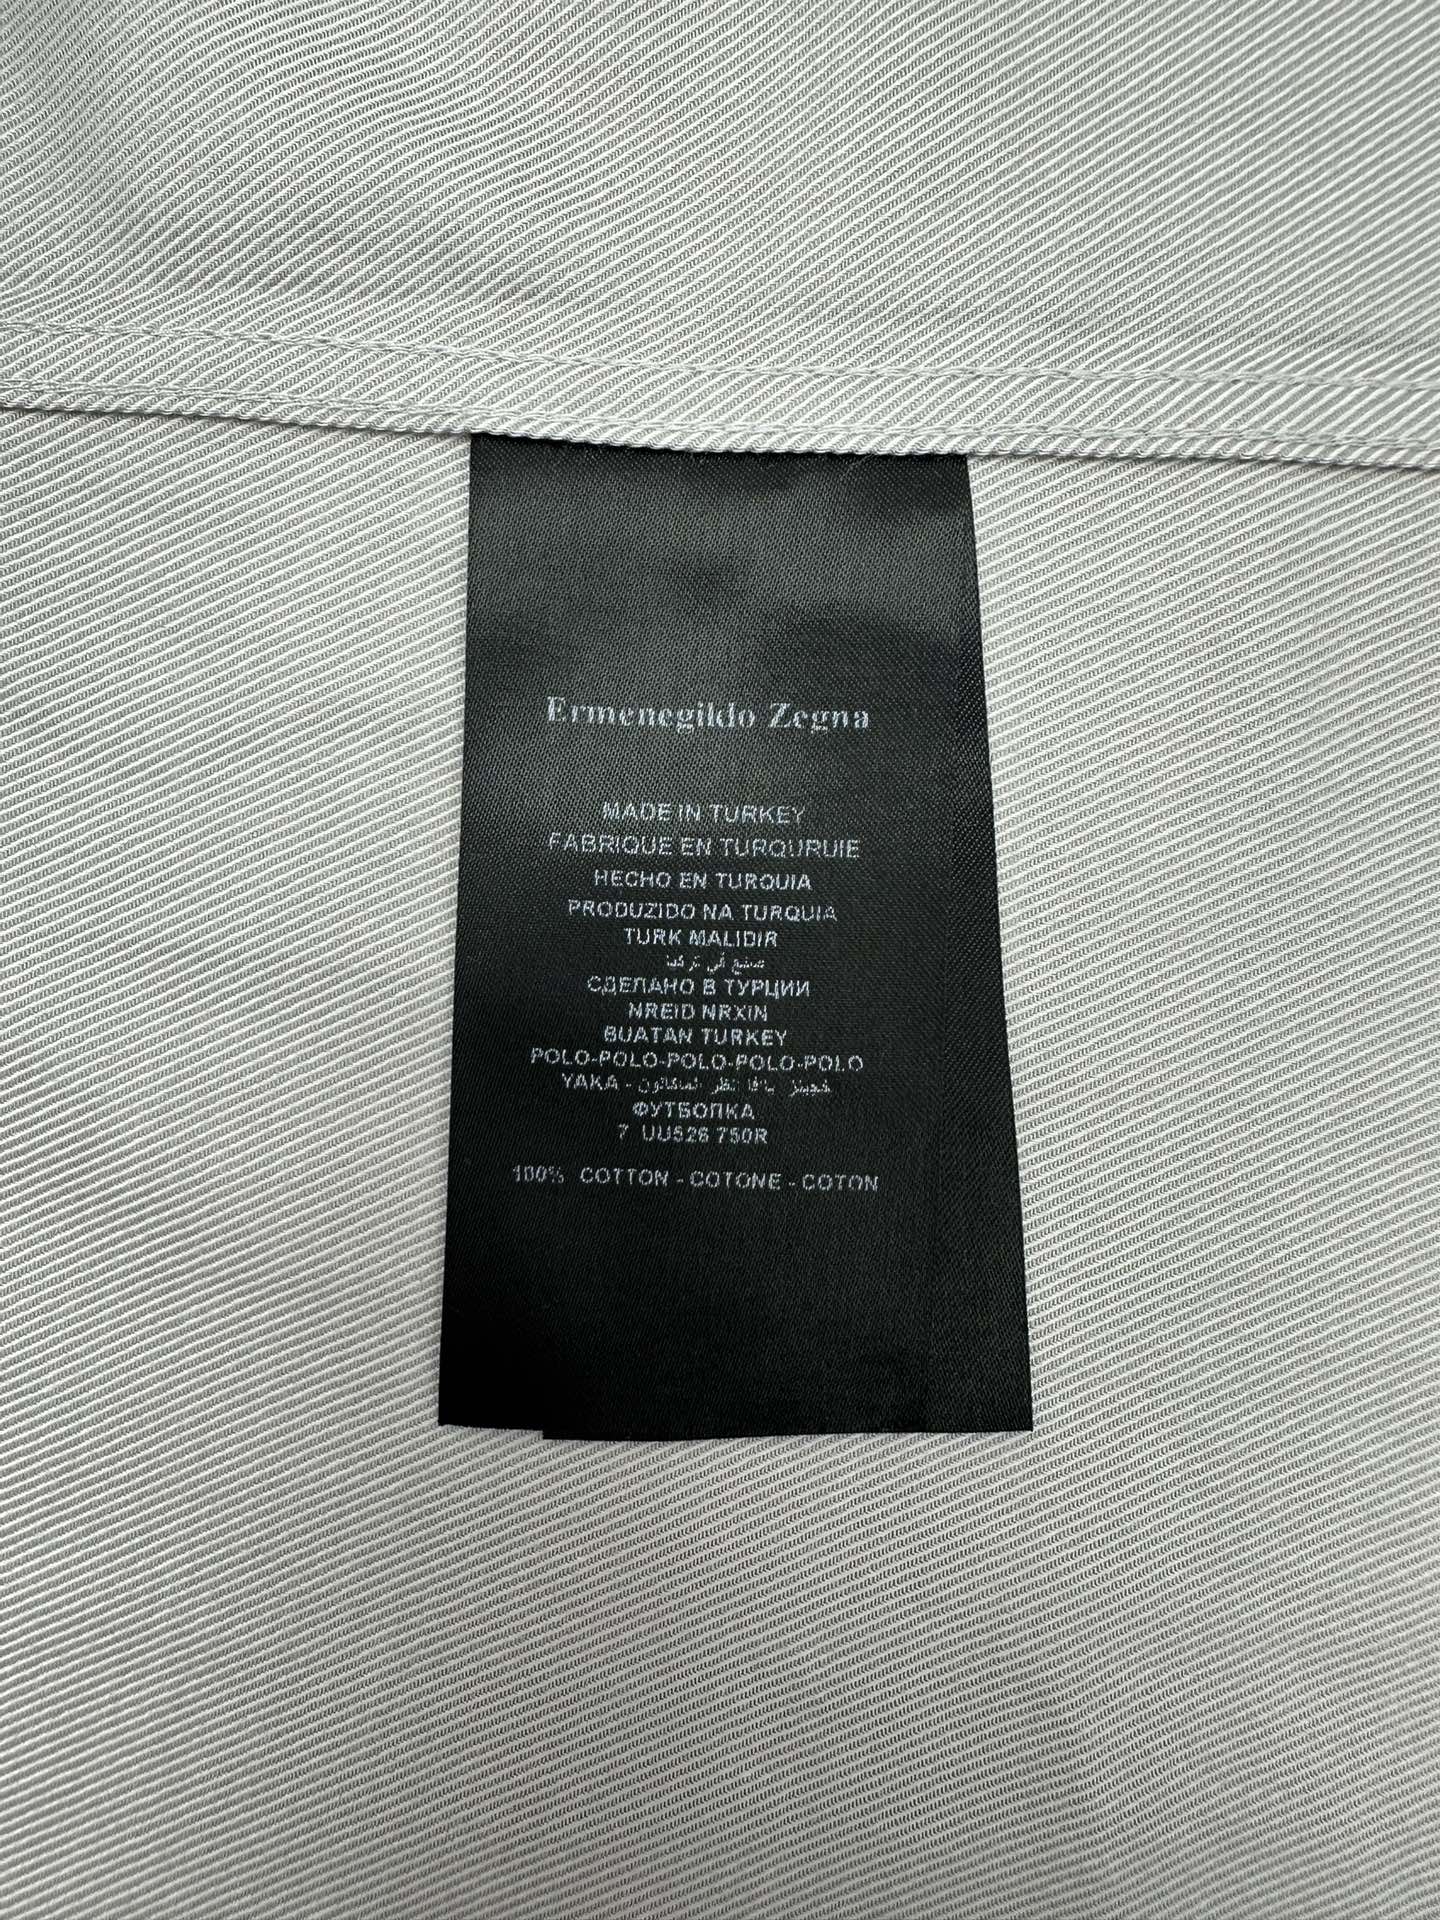 Ermenegildo Zegna
MADE IN TURKEY
FABRIQUE EN TURQURUIE
HECHO EN TURQUIA
PRODUZIDO NA TURQUIA
TURK MALIDIR
صنع في تركيا
СДЕЛАНО В ТУРЦИИ
NREID NRXIN
BUATAN TURKEY
POLO-POLO-POLO-POLO-POLO
YAKA -
ФУТБОЛКА
7 UU526 750R
100% COTTON - COTONE - COTON